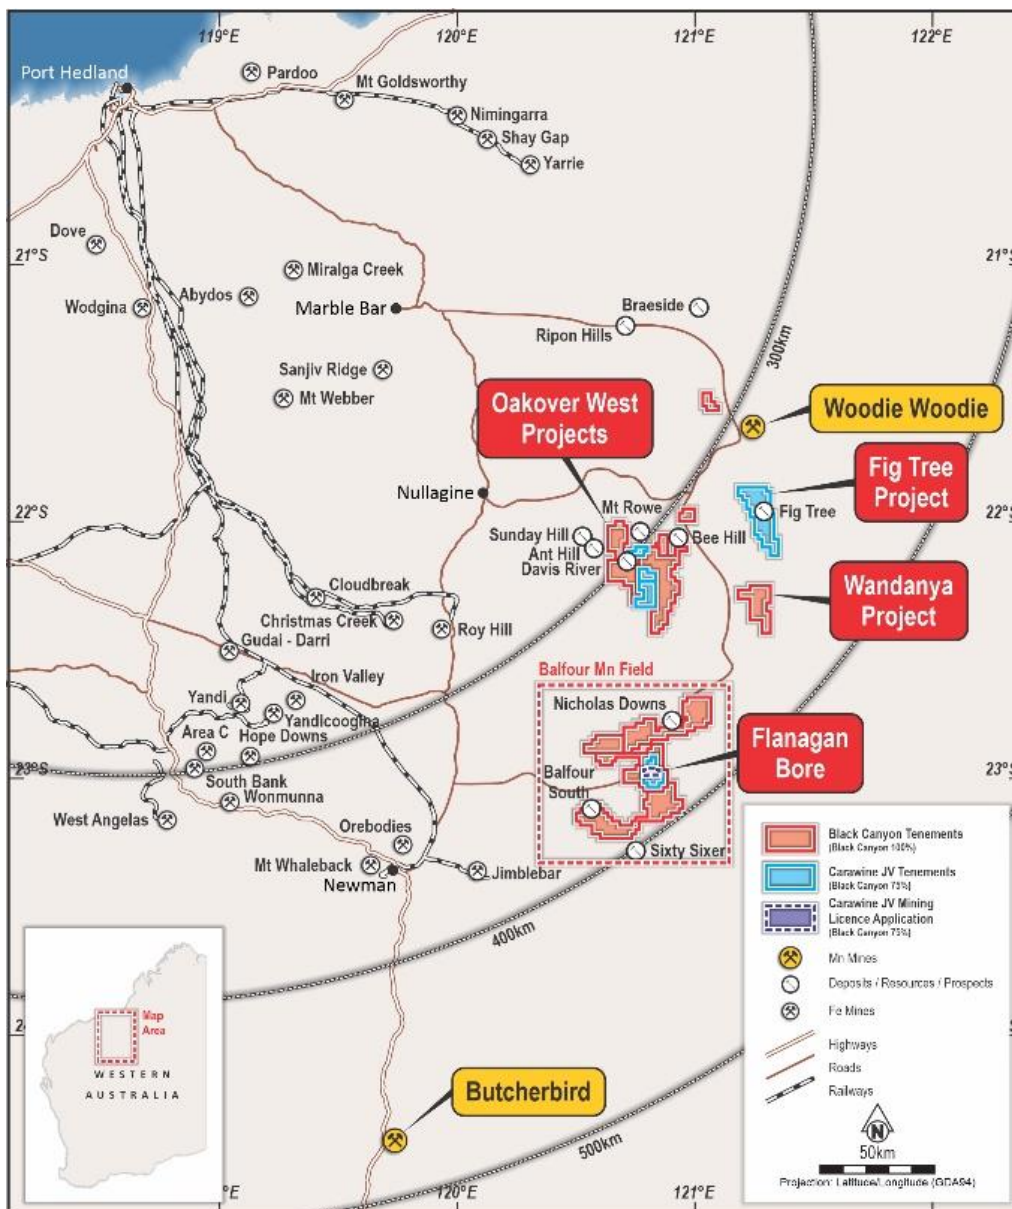 119°E
120°E
121°E
122°E
Port Hedland
Pardoo
Mt Goldsworthy
Nimingarra
Shay Gap
Yarrie
Dove
21°S
21°S
Miralga Creek
Abydos
Wodgina
Marble Bar
Braeside
Ripon Hills
300km
Sanjiv Ridge
Mt Webber
Oakover West
Projects
Woodie Woodie
Fig Tree
Project
Nullagine
Mt Rowe
Fig Tree
22°S
22°S
Sunday Hill
Ant Hill
Davis River
Bee Hill
Cloudbreak
Christmas Creek
Roy Hill
Wandanya
Project
Gudai - Darri
Iron Valley
Balfour Mn Field
Yandi
Yandicoogina
Nicholas Downs
Area C
Hope Downs
Flanagan
Bore
23°S
23°S
Balfour
South
South Bank
Wonmunna
West Angelas
Orebodies
Sixty Sixer
Mt Whaleback
Newman
Jimblebar
400km
Black Canyon Tenements
(Black Canyon 100%)
Carawine JV Tenements
(Black Canyon 75%)
Carawine JV Mining
Licence Application
(Black Canyon 75%)
Mn Mines
Deposits / Resources / Prospects
Fe Mines
Highways
Roads
Railways
N
50km
Projection: Latitude/Longitude (GDA94)
Map
Area
WESTERN
AUSTRALIA
Butcherbird
500km
119°E
120°E
121°E